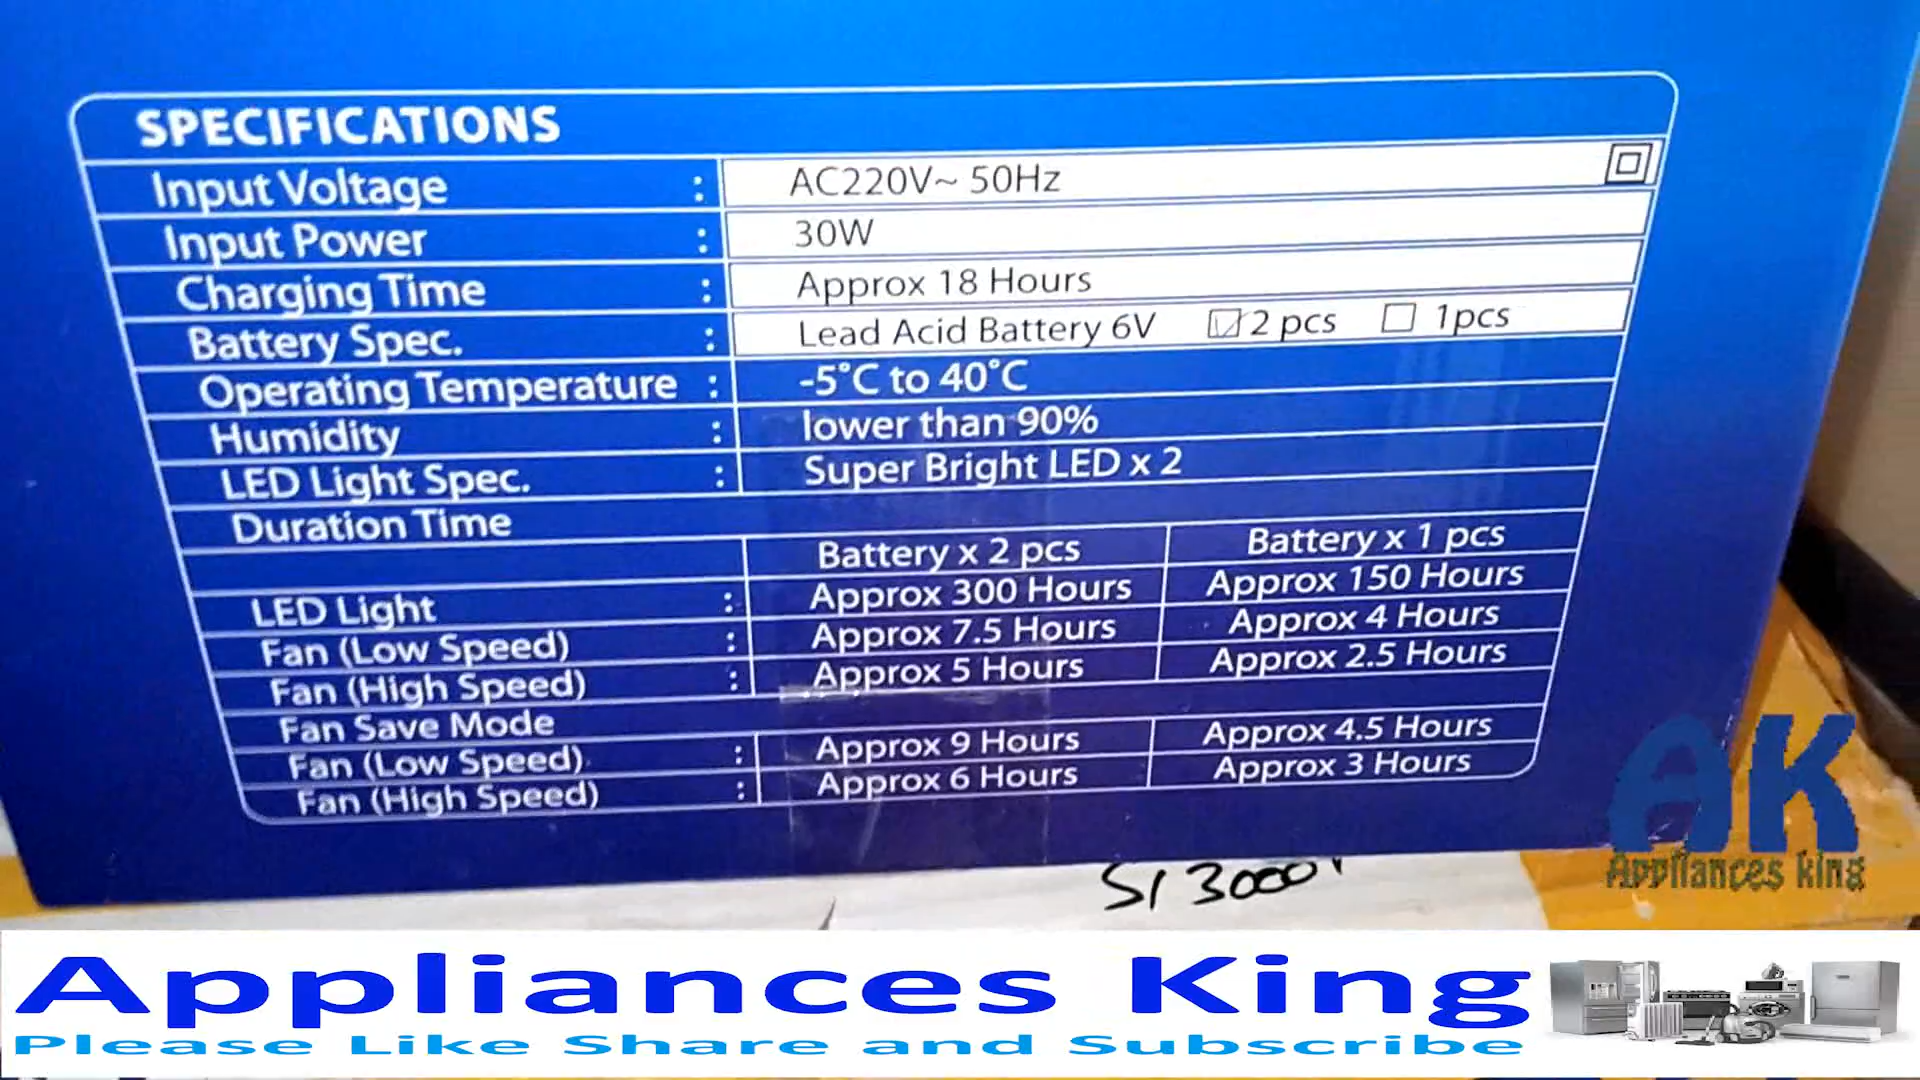 SPECIFICATIONS
Input Voltage : AC220V~ 50Hz
Input Power : 30W
Charging Time : Approx 18 Hours
Battery Spec. : Lead Acid Battery 6V ☑ 2 pcs ☐ 1pcs
Operating Temperature : -5°C to 40°C
Humidity : lower than 90%
LED Light Spec. : Super Bright LED x 2
Duration Time
Battery x 2 pcs Battery x 1 pcs
LED Light : Approx 300 Hours Approx 150 Hours
Fan (Low Speed) : Approx 7.5 Hours Approx 4 Hours
Fan (High Speed) : Approx 5 Hours Approx 2.5 Hours
Fan Save Mode
Fan (Low Speed) : Approx 9 Hours Approx 4.5 Hours
Fan (High Speed) : Approx 6 Hours Approx 3 Hours
AK
Appliances king
Appliances King
Please Like Share and Subscribe